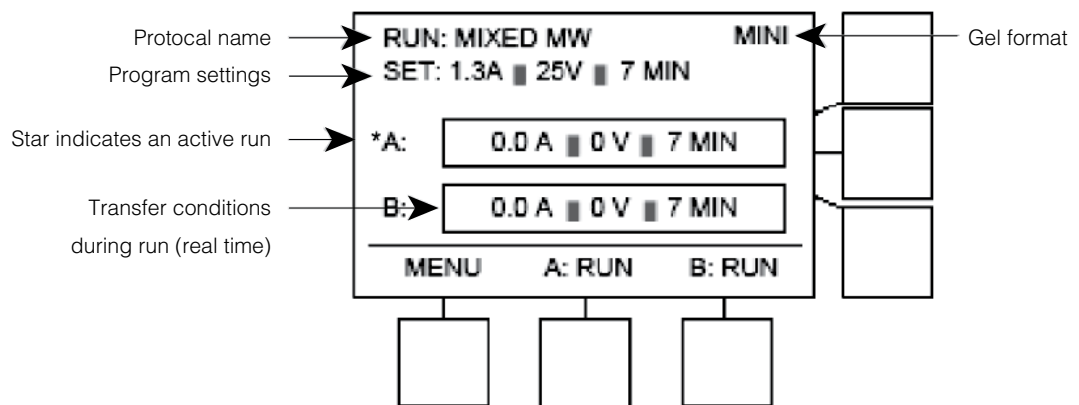 Protocal name
RUN: MIXED MW
MINI
Gel format
Program settings
SET: 1.3A ▮ 25V ▮ 7 MIN
Star indicates an active run
*A:
0.0 A ▮ 0 V ▮ 7 MIN
Transfer conditions
during run (real time)
B:
0.0 A ▮ 0 V ▮ 7 MIN
MENU
A: RUN
B: RUN